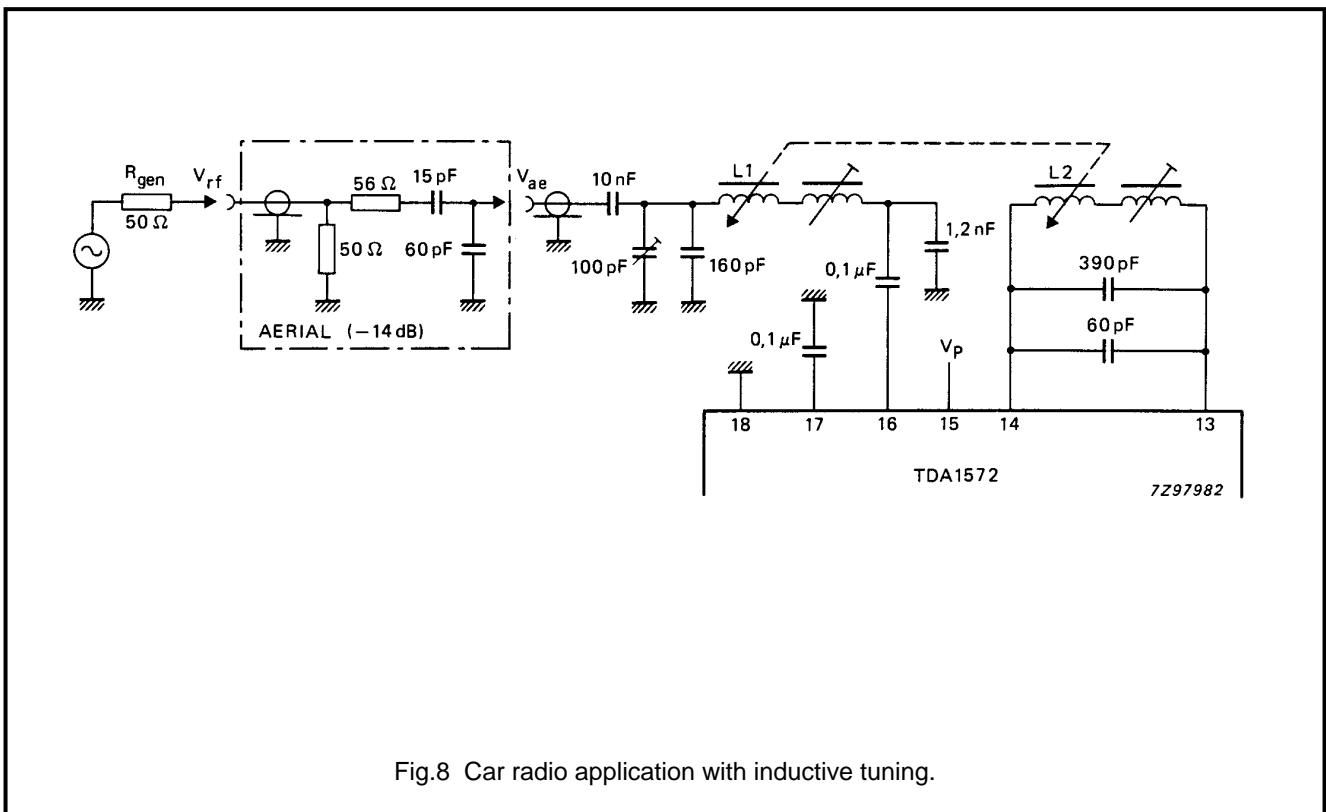 R_gen
50 Ω
V_rf
56 Ω
15 pF
50 Ω
60 pF
AERIAL (−14 dB)
V_ae
10 nF
100 pF
160 pF
L1
0,1 μF
1,2 nF
0,1 μF
V_P
L2
390 pF
60 pF
18
17
16
15
14
13
TDA1572
7Z97982
Fig.8 Car radio application with inductive tuning.